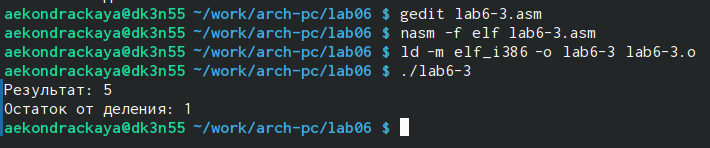 aekondrackaya@dk3n55 ~/work/arch-pc/lab06 $ gedit lab6-3.asm
aekondrackaya@dk3n55 ~/work/arch-pc/lab06 $ nasm -f elf lab6-3.asm
aekondrackaya@dk3n55 ~/work/arch-pc/lab06 $ ld -m elf_i386 -o lab6-3 lab6-3.o
aekondrackaya@dk3n55 ~/work/arch-pc/lab06 $ ./lab6-3
Результат: 5
Остаток от деления: 1
aekondrackaya@dk3n55 ~/work/arch-pc/lab06 $